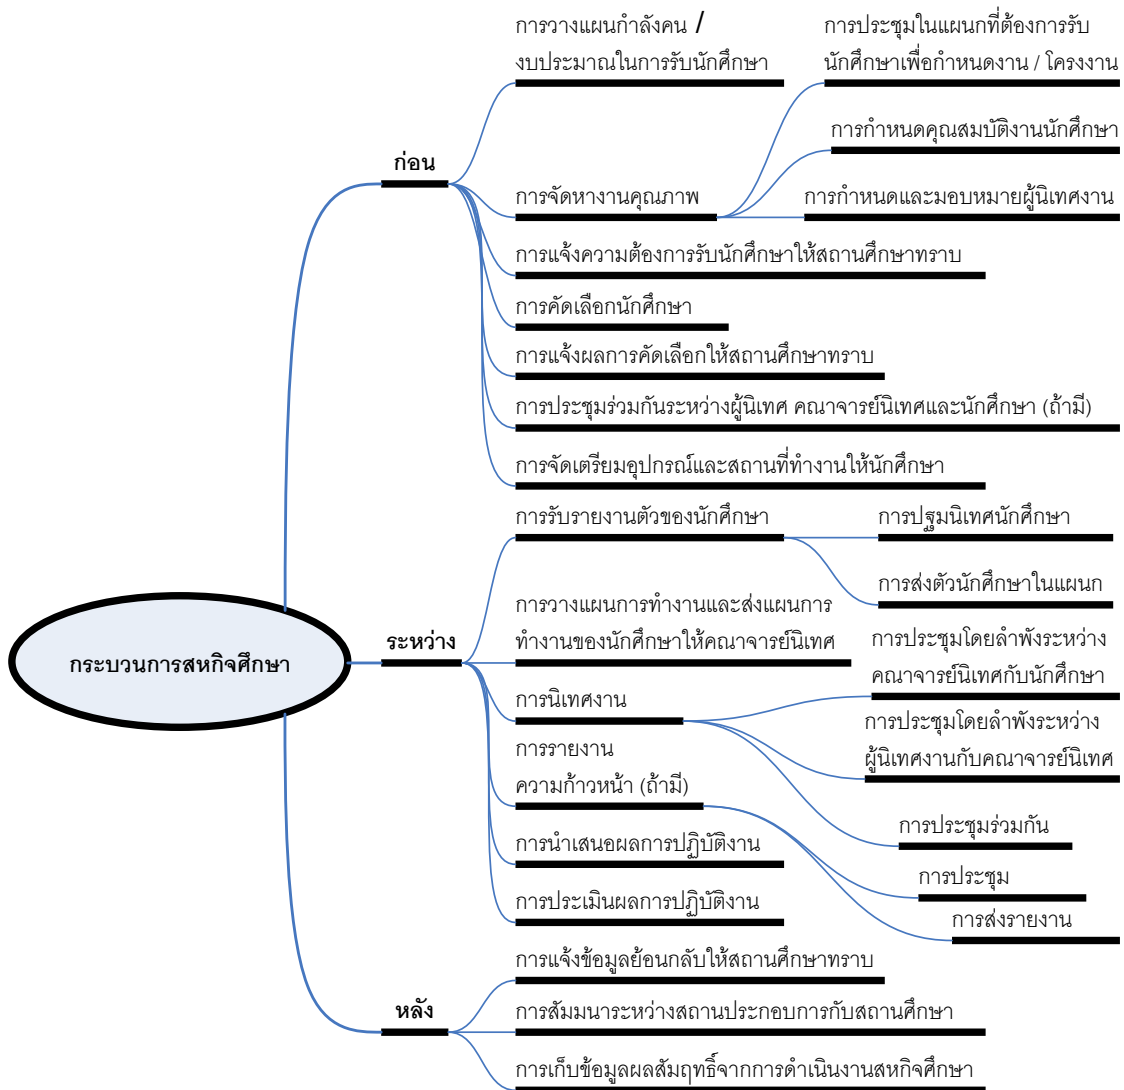 กระบวนการสหกิจศึกษา
ก่อน
การวางแผนกำลังคน /
งบประมาณในการรับนักศึกษา
การจัดหางานคุณภาพ
การประชุมในแผนกที่ต้องการรับ
นักศึกษาเพื่อกำหนดงาน / โครงงาน
การกำหนดคุณสมบัติงานนักศึกษา
การกำหนดและมอบหมายผู้นิเทศงาน
การแจ้งความต้องการรับนักศึกษาให้สถานศึกษาทราบ
การคัดเลือกนักศึกษา
การแจ้งผลการคัดเลือกให้สถานศึกษาทราบ
การประชุมร่วมกันระหว่างผู้นิเทศ คณาจารย์นิเทศและนักศึกษา (ถ้ามี)
การจัดเตรียมอุปกรณ์และสถานที่ทำงานให้นักศึกษา
ระหว่าง
การรับรายงานตัวของนักศึกษา
การปฐมนิเทศนักศึกษา
การส่งตัวนักศึกษาในแผนก
การวางแผนการทำงานและส่งแผนการ
ทำงานของนักศึกษาให้คณาจารย์นิเทศ
การนิเทศงาน
การประชุมโดยลำพังระหว่าง
คณาจารย์นิเทศกับนักศึกษา
การประชุมโดยลำพังระหว่าง
ผู้นิเทศงานกับคณาจารย์นิเทศ
การประชุมร่วมกัน
การรายงาน
ความก้าวหน้า (ถ้ามี)
การประชุม
การส่งรายงาน
การนำเสนอผลการปฏิบัติงาน
การประเมินผลการปฏิบัติงาน
หลัง
การแจ้งข้อมูลย้อนกลับให้สถานศึกษาทราบ
การสัมมนาระหว่างสถานประกอบการกับสถานศึกษา
การเก็บข้อมูลผลสัมฤทธิ์จากการดำเนินงานสหกิจศึกษา